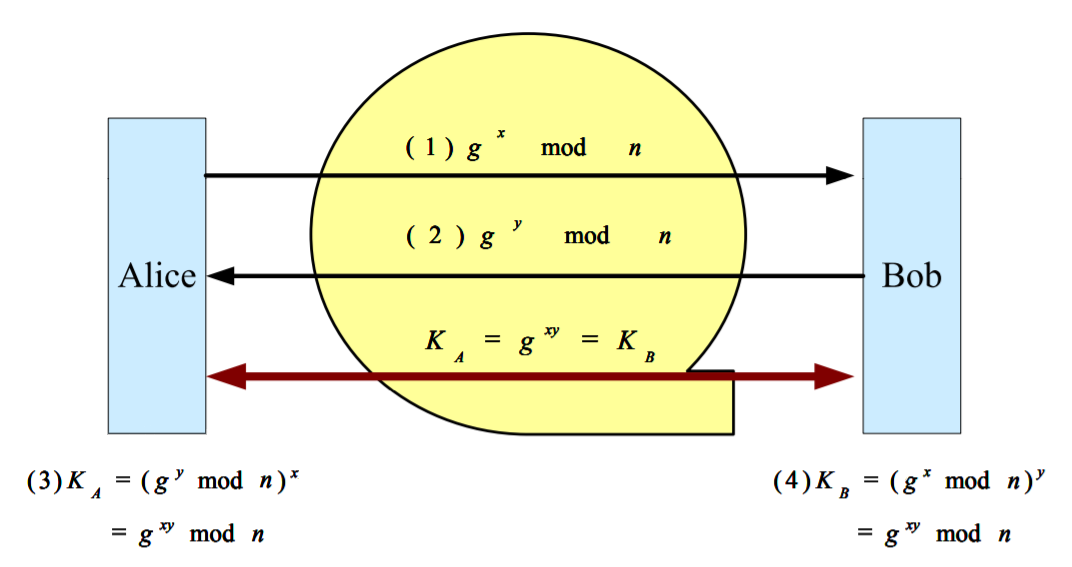 (1) g^x mod n
(2) g^y mod n
Alice
Bob
K_A = g^xy = K_B
(3) K_A = (g^y mod n)^x
= g^xy mod n
(4) K_B = (g^x mod n)^y
= g^xy mod n